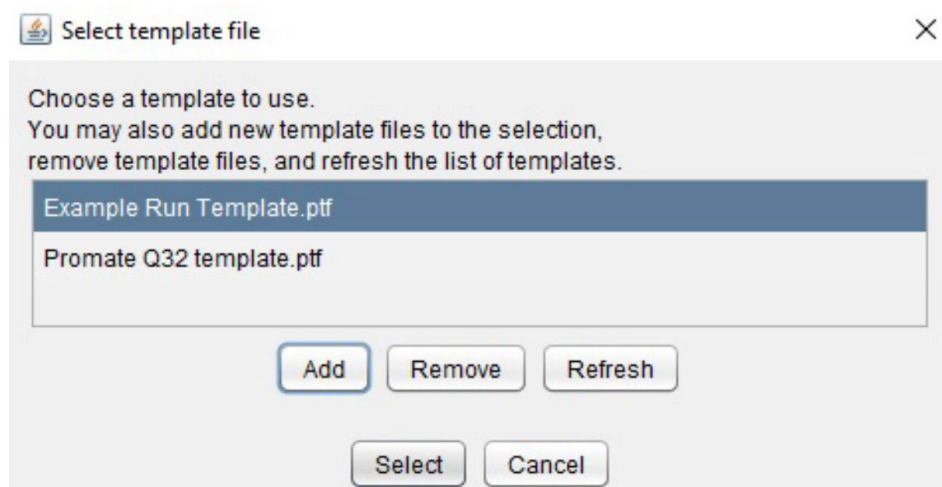 Select template file
Choose a template to use.
You may also add new template files to the selection,
remove template files, and refresh the list of templates.
Example Run Template.ptf
Promate Q32 template.ptf
Add Remove Refresh
Select Cancel